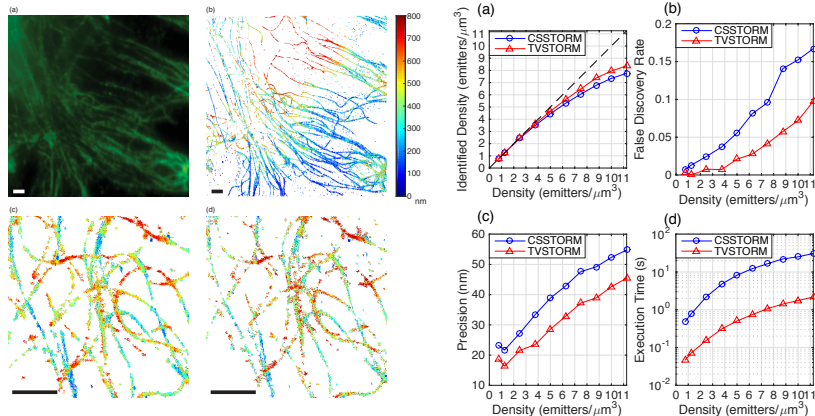 (a)
(b)
800
700
600
500
400
300
200
100
0
nm
(c)
(d)
(a)
CSSTORM
TVSTORM
Identified Density (emitters/μm³)
11
10
9
8
7
6
5
4
3
2
1
0
0 1 2 3 4 5 6 7 8 9 10 11
Density (emitters/μm³)
(b)
CSSTORM
TVSTORM
False Discovery Rate
0.2
0.15
0.1
0.05
0
0 1 2 3 4 5 6 7 8 9 10 11
Density (emitters/μm³)
(c)
CSSTORM
TVSTORM
Precision (nm)
60
50
40
30
20
10
0 1 2 3 4 5 6 7 8 9 10 11
Density (emitters/μm³)
(d)
CSSTORM
TVSTORM
Execution Time (s)
10²
10¹
10⁰
10⁻¹
10⁻²
0 1 2 3 4 5 6 7 8 9 10 11
Density (emitters/μm³)